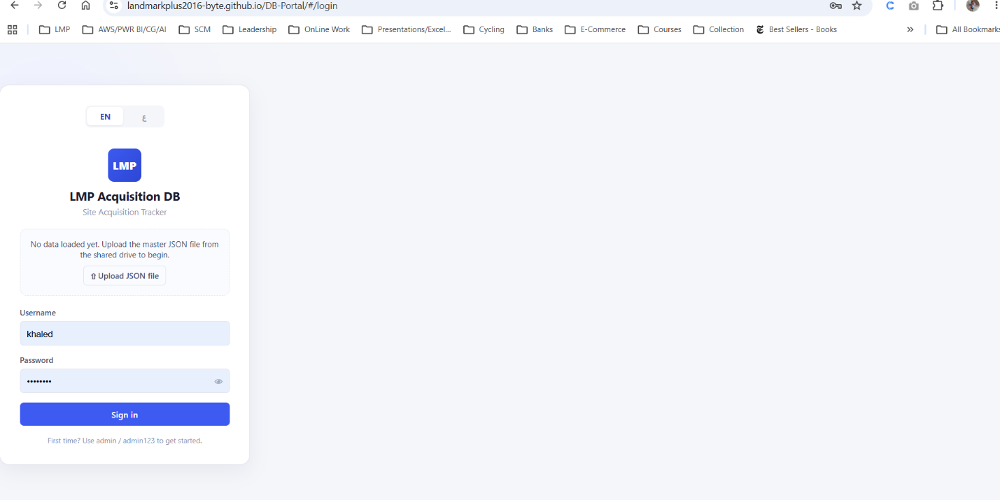 landmarkplus2016-byte.github.io/DB-Portal/#/login
LMP AWS/PWR BI/CG/AI SCM Leadership OnLine Work Presentations/Excel... Cycling Banks E-Commerce Courses Collection Best Sellers - Books » All Bookmarks
EN ع
LMP
LMP Acquisition DB
Site Acquisition Tracker
No data loaded yet. Upload the master JSON file from
the shared drive to begin.
⇧ Upload JSON file
Username
khaled
Password
••••••••
Sign in
First time? Use admin / admin123 to get started.